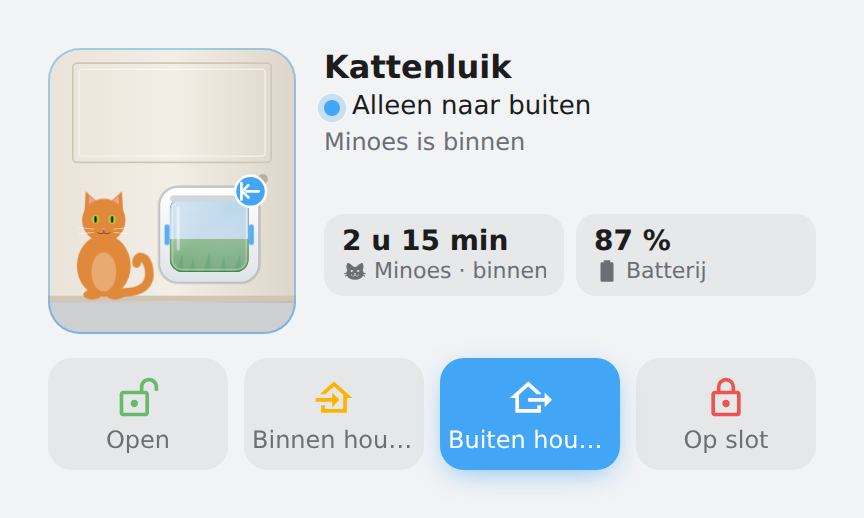 Kattenluik
Alleen naar buiten
Minoes is binnen
2 u 15 min
Minoes · binnen
87 %
Batterij
Open
Binnen hou…
Buiten hou…
Op slot